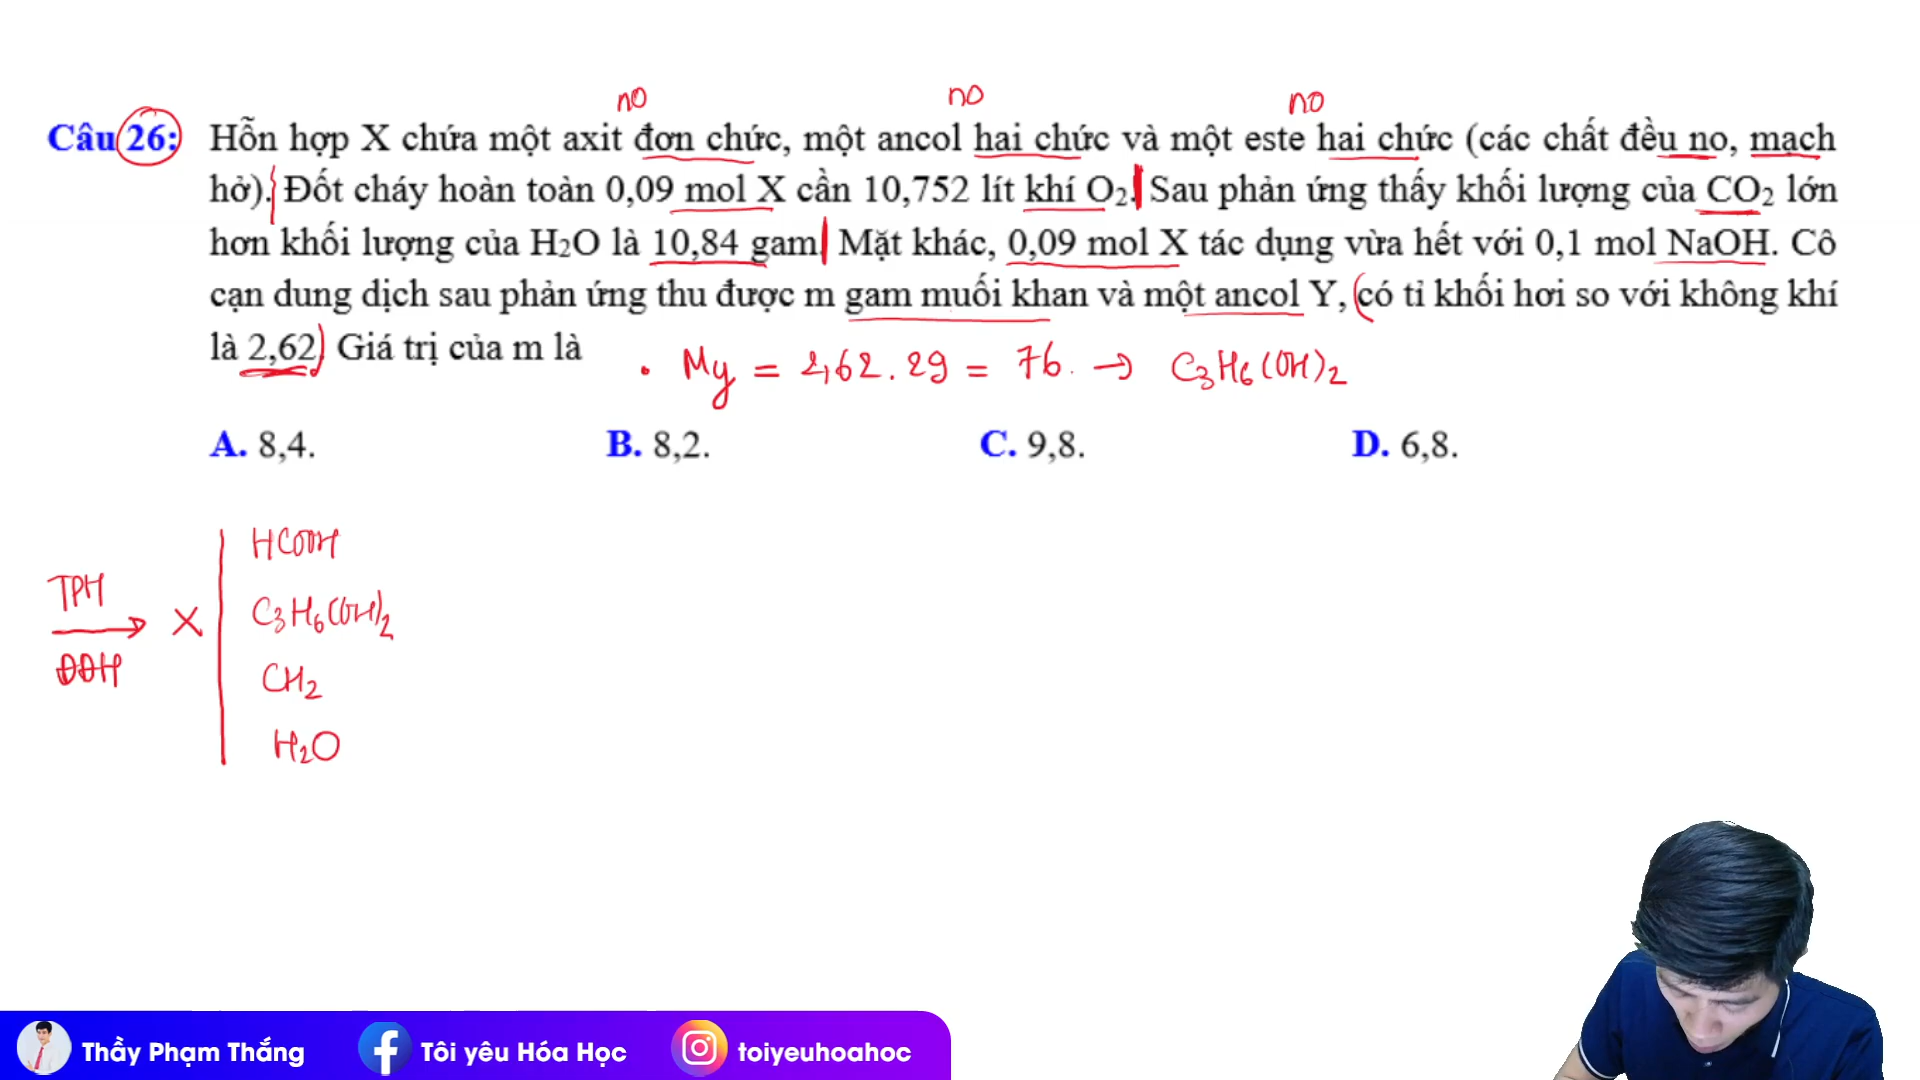 no no no
Câu 26: Hỗn hợp X chứa một axit đơn chức, một ancol hai chức và một este hai chức (các chất đều no, mạch
hở). Đốt cháy hoàn toàn 0,09 mol X cần 10,752 lít khí O₂. Sau phản ứng thấy khối lượng của CO₂ lớn
hơn khối lượng của H₂O là 10,84 gam. Mặt khác, 0,09 mol X tác dụng vừa hết với 0,1 mol NaOH. Cô
cạn dung dịch sau phản ứng thu được m gam muối khan và một ancol Y, (có tỉ khối hơi so với không khí
là 2,62) Giá trị của m là
• My = 2,62.29 = 76. → C₃H₆(OH)₂
A. 8,4. B. 8,2. C. 9,8. D. 6,8.
TPH
ĐĐH
X
HCOOH
C₃H₆(OH)₂
CH₂
H₂O
Thầy Phạm Thắng Tôi yêu Hóa Học toiyeuhoahoc